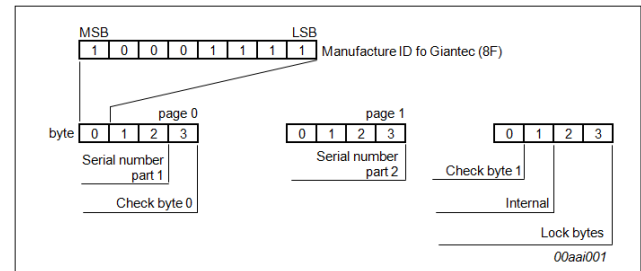 MSB LSB
1 0 0 0 1 1 1 1 Manufacture ID fo Giantec (8F)
page 0 page 1
byte 0 1 2 3 0 1 2 3 0 1 2 3
Serial number
part 1
Check byte 0
Serial number
part 2
Check byte 1
Internal
Lock bytes
00aai001